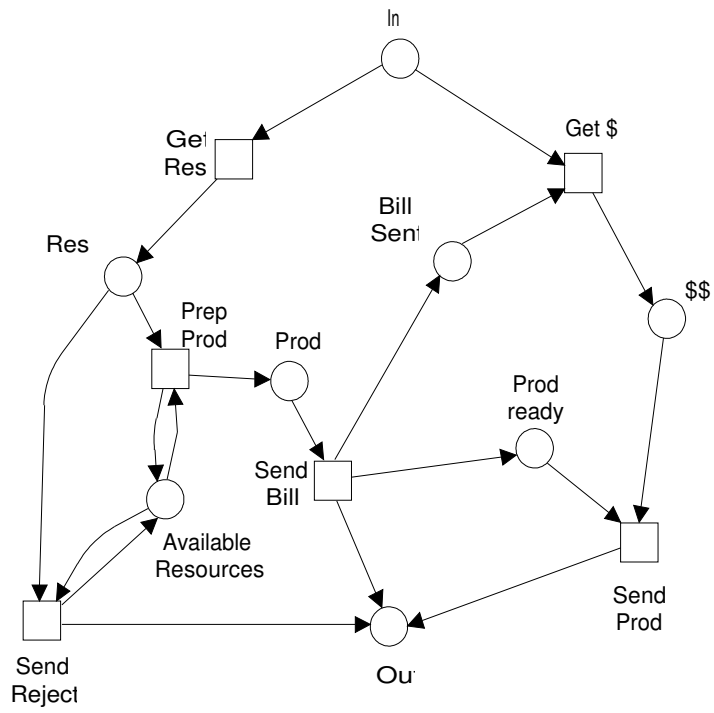 In
Get $
Get
Res
Bill
Sent
Res
$$
Prep
Prod
Prod
Prod
ready
Send
Bill
Available
Resources
Send
Prod
Send
Reject
Ou